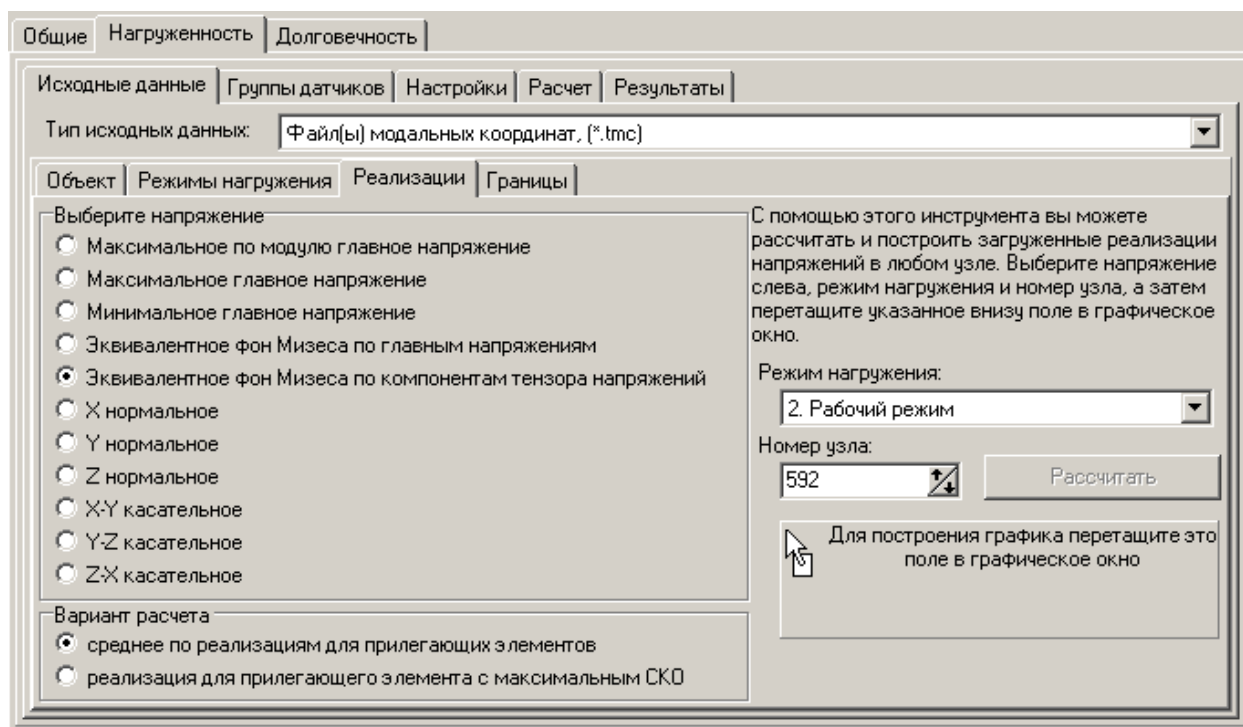 Общие Нагруженность Долговечность
Исходные данные Группы датчиков Настройки Расчет Результаты
Тип исходных данных: Файл(ы) модальных координат, (*.tmc)
Объект Режимы нагружения Реализации Границы
Выберите напряжение
Максимальное по модулю главное напряжение
Максимальное главное напряжение
Минимальное главное напряжение
Эквивалентное фон Мизеса по главным напряжениям
Эквивалентное фон Мизеса по компонентам тензора напряжений
X нормальное
Y нормальное
Z нормальное
X-Y касательное
Y-Z касательное
Z-X касательное
Вариант расчета
среднее по реализациям для прилегающих элементов
реализация для прилегающего элемента с максимальным СКО
С помощью этого инструмента вы можете
рассчитать и построить загруженные реализации
напряжений в любом узле. Выберите напряжение
слева, режим нагружения и номер узла, а затем
перетащите указанное внизу поле в графическое
окно.
Режим нагружения:
2. Рабочий режим
Номер узла:
592 Рассчитать
Для построения графика перетащите это
поле в графическое окно